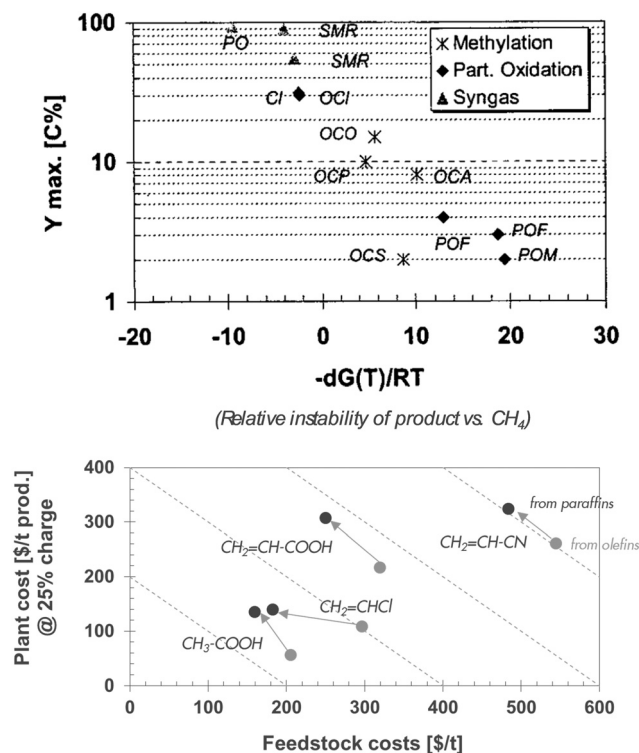 100
10
1
Y max. [C%]
PO
SMR
SMR
CI
OCI
OCO
OCP
OCA
POF
POF
OCS
POM
Methylation
Part. Oxidation
Syngas
-20 -10 0 10 20 30
-dG(T)/RT
(Relative instability of product vs. CH₄)
400
300
200
100
0
Plant cost [$/t prod.]
@ 25% charge
from paraffins
CH₂=CH-COOH
CH₂=CH-CN
from olefins
CH₂=CHCl
CH₃-COOH
0 100 200 300 400 500 600
Feedstock costs [$/t]